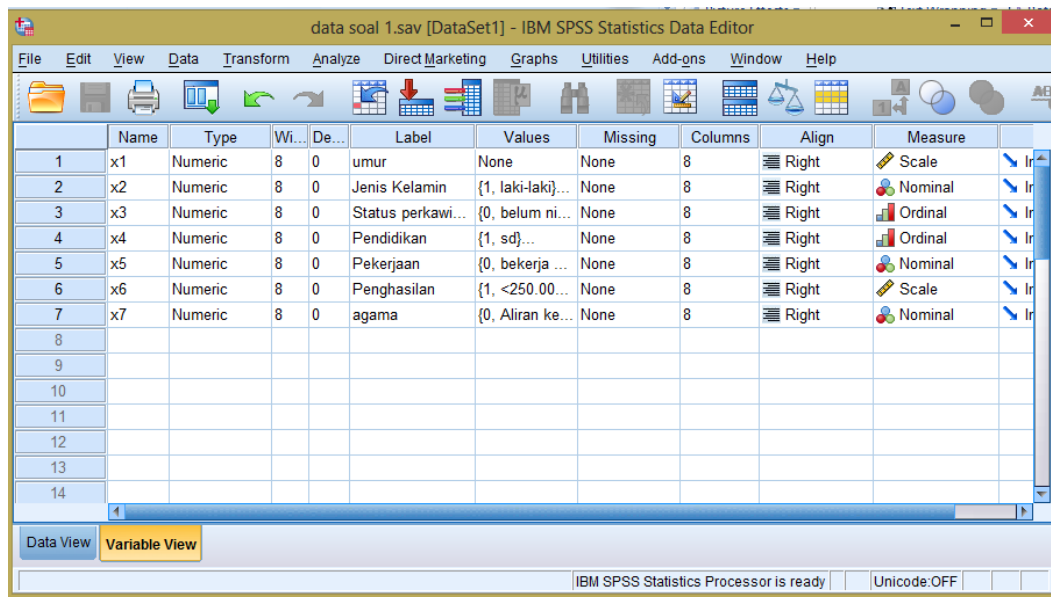 data soal 1.sav [DataSet1] - IBM SPSS Statistics Data Editor
File Edit View Data Transform Analyze Direct Marketing Graphs Utilities Add-ons Window Help
Name Type Wi... De... Label Values Missing Columns Align Measure
1 x1 Numeric 8 0 umur None None 8 Right Scale
2 x2 Numeric 8 0 Jenis Kelamin {1, laki-laki}... None 8 Right Nominal
3 x3 Numeric 8 0 Status perkawi... {0, belum ni... None 8 Right Ordinal
4 x4 Numeric 8 0 Pendidikan {1, sd}... None 8 Right Ordinal
5 x5 Numeric 8 0 Pekerjaan {0, bekerja ... None 8 Right Nominal
6 x6 Numeric 8 0 Penghasilan {1, <250.00... None 8 Right Scale
7 x7 Numeric 8 0 agama {0, Aliran ke... None 8 Right Nominal
8
9
10
11
12
13
14
Data View Variable View
IBM SPSS Statistics Processor is ready Unicode:OFF